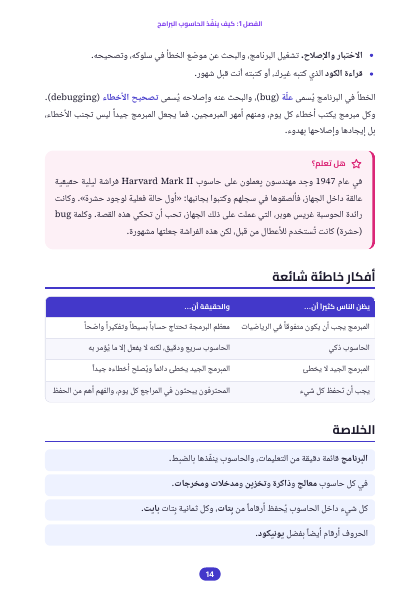 الفصل 1: كيف ينفّذ الحاسوب البرامج
• الاختبار والإصلاح. تشغيل البرنامج، والبحث عن موضع الخطأ في سلوكه، وتصحيحه.
• قراءة الكود الذي كتبه غيرك، أو كتبته أنت قبل شهور.
الخطأ في البرنامج يُسمى علّة (bug)، والبحث عنه وإصلاحه يُسمى تصحيح الأخطاء (debugging).
وكل مبرمج يكتب أخطاء كل يوم، ومنهم أمهر المبرمجين. فما يجعل المبرمج جيداً ليس تجنب الأخطاء،
بل إيجادها وإصلاحها بهدوء.
هل تعلم؟
في عام 1947 وجد مهندسون يعملون على حاسوب Harvard Mark II فراشة ليلية حقيقية
عالقة داخل الجهاز، فألصقوها في سجلهم وكتبوا بجانبها: «أول حالة فعلية لوجود حشرة». وكانت
رائدة الحوسبة غريس هوبر، التي عملت على ذلك الجهاز، تحب أن تحكي هذه القصة. وكلمة bug
(حشرة) كانت تُستخدم للأعطال من قبل، لكن هذه الفراشة جعلتها مشهورة.
أفكار خاطئة شائعة
يظن الناس كثيراً أن... والحقيقة أن...
المبرمج يجب أن يكون متفوقاً في الرياضيات معظم البرمجة تحتاج حساباً بسيطاً وتفكيراً واضحاً
الحاسوب ذكي الحاسوب سريع ودقيق، لكنه لا يفعل إلا ما يُؤمر به
المبرمج الجيد لا يخطئ المبرمج الجيد يخطئ دائماً ويُصلح أخطاءه جيداً
يجب أن تحفظ كل شيء المحترفون يبحثون في المراجع كل يوم، والفهم أهم من الحفظ
الخلاصة
البرنامج قائمة دقيقة من التعليمات، والحاسوب ينفّذها بالضبط.
في كل حاسوب معالج وذاكرة وتخزين ومدخلات ومخرجات.
كل شيء داخل الحاسوب يُحفظ أرقاماً من بِتات، وكل ثمانية بِتات بايت.
الحروف أرقام أيضاً بفضل يونيكود.
14